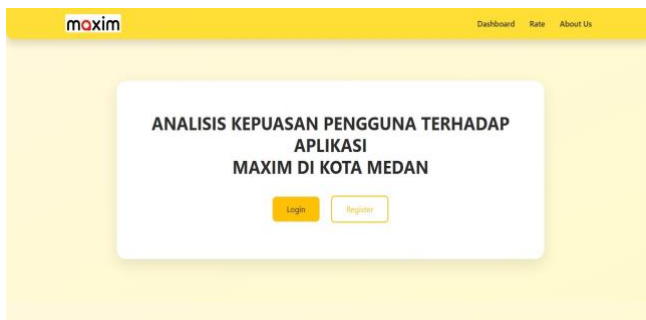 maxim
Dashboard Rate About Us
ANALISIS KEPUASAN PENGGUNA TERHADAP
APLIKASI
MAXIM DI KOTA MEDAN
Login Register